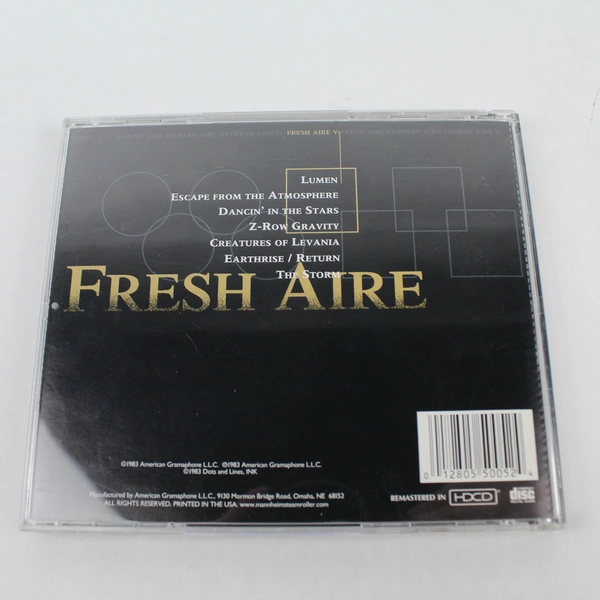 FRESH AIRE V
LUMEN
ESCAPE FROM THE ATMOSPHERE
DANCIN' IN THE STARS
Z-ROW GRAVITY
CREATURES OF LEVANIA
EARTHRISE / RETURN
THE STORM
FRESH AIRE
©1983 American Gramaphone L.L.C. ℗1983 American Gramaphone L.L.C.
©1983 Dots and Lines, INK
Manufactured by American Gramaphone L.L.C., 9130 Mormon Bridge Road, Omaha, NE 68152
ALL RIGHTS RESERVED. PRINTED IN THE USA. www.mannheimsteamroller.com
0 12805 50052 4
REMASTERED IN HDCD
COMPACT disc DIGITAL AUDIO